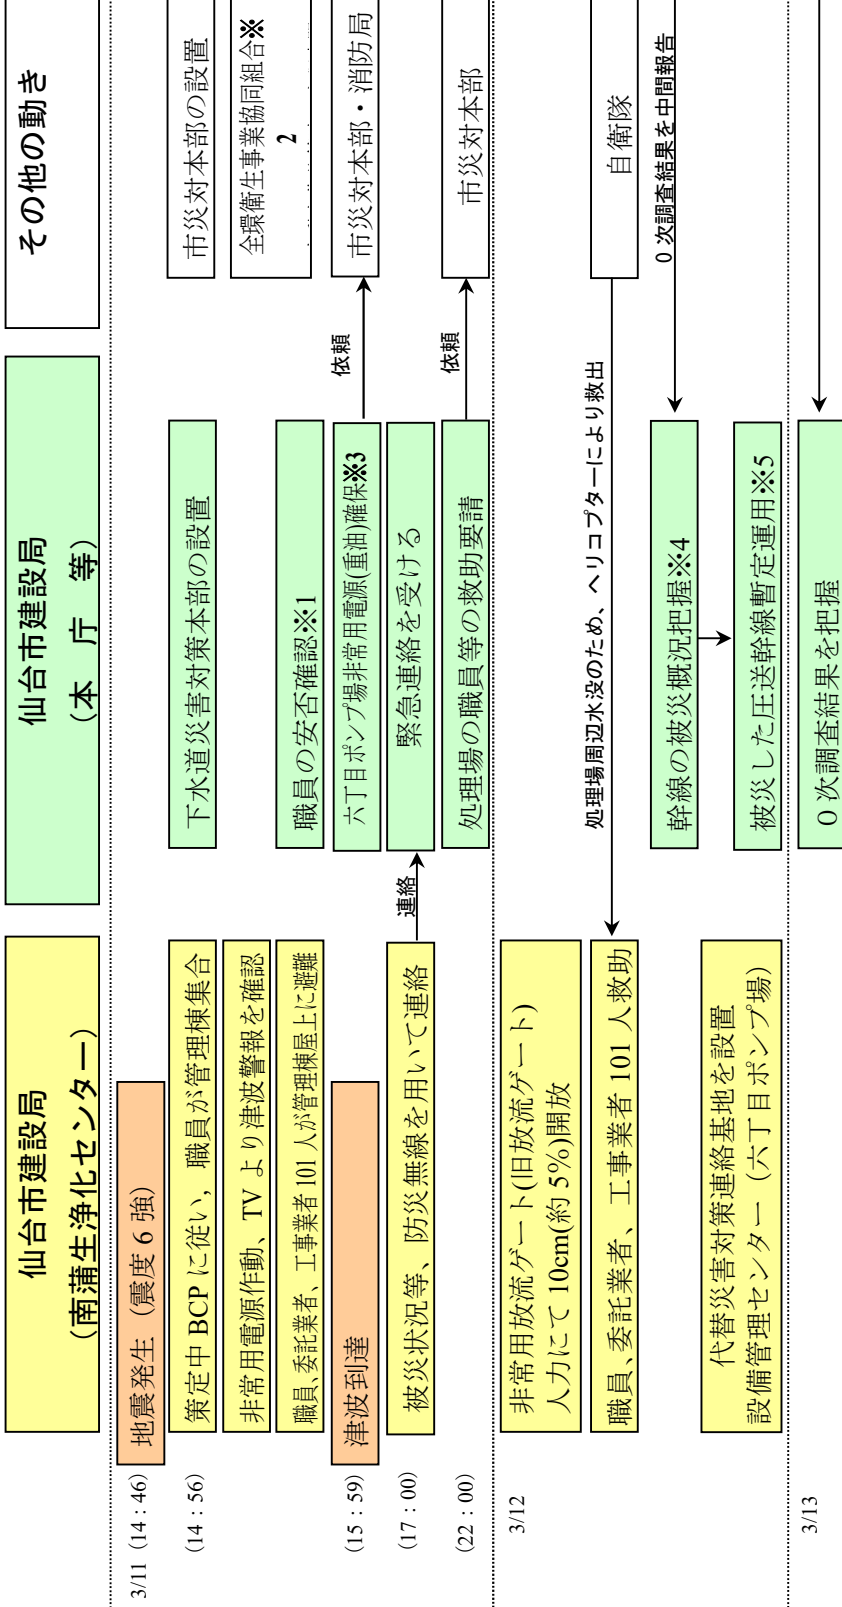 仙台市建設局
（南蒲生浄化センター）
仙台市建設局
（本　庁　等）
その他の動き
3/11（14：46）
地震発生（震度 6 強）
（14：56）
策定中 BCP に従い，職員が管理棟集合
下水道災害対策本部の設置
市災対本部の設置
非常用電源作動、TV より津波警報を確認
全環衛生事業協同組合※
2
職員、委託業者、工事業者 101 人が管理棟屋上に避難
職員の安否確認※1
（15：59）
津波到達
六丁目ポンプ場非常用電源(重油)確保※3
依頼
市災対本部・消防局
（17：00）
被災状況等、防災無線を用いて連絡
連絡
緊急連絡を受ける
（22：00）
処理場の職員等の救助要請
依頼
市災対本部
3/12
非常用放流ゲート(旧放流ゲート)
人力にて 10cm(約 5%)開放
職員、委託業者、工事業者 101 人救助
処理場周辺水没のため、ヘリコプターにより救出
自衛隊
幹線の被災概況把握※4
0 次調査結果を中間報告
代替災害対策連絡基地を設置
設備管理センター（六丁目ポンプ場）
被災した圧送幹線暫定運用※5
3/13
0 次調査結果を把握